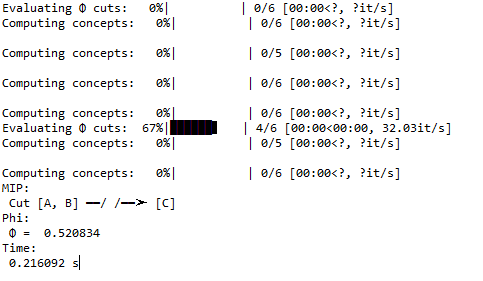 Evaluating Φ cuts:   0%|          | 0/6 [00:00<?, ?it/s]
Computing concepts:   0%|          | 0/6 [00:00<?, ?it/s]
Computing concepts:   0%|          | 0/5 [00:00<?, ?it/s]
Computing concepts:   0%|          | 0/6 [00:00<?, ?it/s]
Computing concepts:   0%|          | 0/6 [00:00<?, ?it/s]
Evaluating Φ cuts:  67%|██████▋   | 4/6 [00:00<00:00, 32.03it/s]
Computing concepts:   0%|          | 0/5 [00:00<?, ?it/s]
Computing concepts:   0%|          | 0/6 [00:00<?, ?it/s]
MIP:
Cut [A, B] ━━/ /━━➤ [C]
Phi:
Φ =  0.520834
Time:
0.216092 s